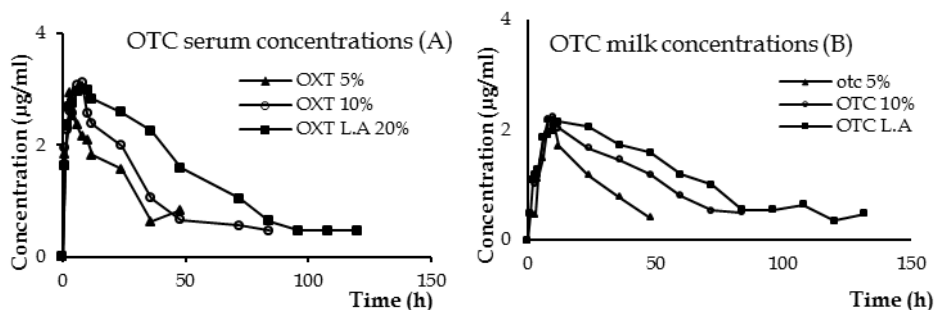 OTC serum concentrations (A)
OXT 5%
OXT 10%
OXT L.A 20%
Concentration (µg/ml)
4
2
0
0
50
100
150
Time (h)
OTC milk concentrations (B)
otc 5%
OTC 10%
OTC L.A
Concentration (µg/ml)
4
2
0
0
50
100
150
Time (h)